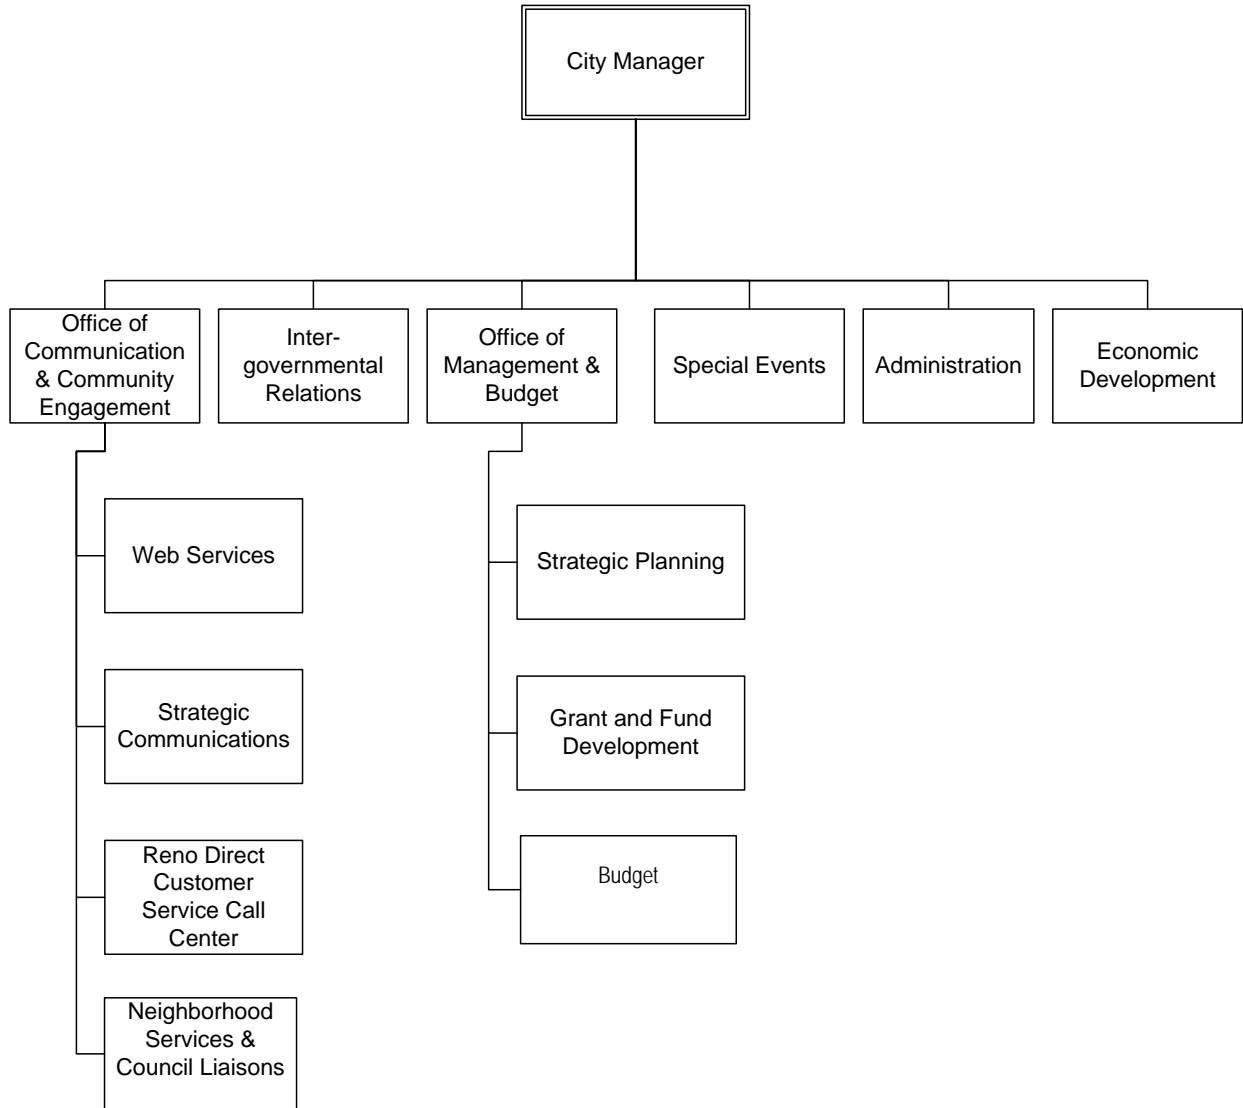 City Manager
Office of
Communication
& Community
Engagement
Inter-
governmental
Relations
Office of
Management &
Budget
Special Events
Administration
Economic
Development
Web Services
Strategic
Communications
Reno Direct
Customer
Service Call
Center
Neighborhood
Services &
Council Liaisons
Strategic Planning
Grant and Fund
Development
Budget